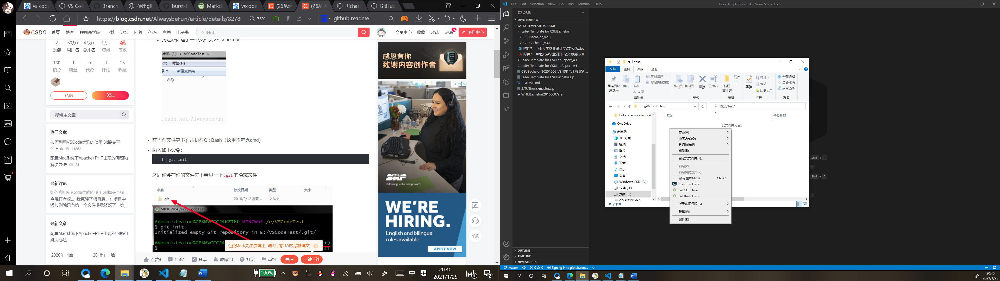 vs code
VS Coc
Branch
使用git
burst-b
Markd
vscode
(26条消
(26条
Richar
GitHub
https://blog.csdn.net/AlwaysbeFun/article/details/8278
75%
github readme
CSDN
首页
博客
程序员学院
下载
论坛
问答
代码
直播
电子书
GitHub
会员中心
收藏
动态
消息
26
创作中心
2
33万+
47万+
1万+
原创
周排名
总排名
访问
等级
130
1
9
1
23
积分
粉丝
获赞
评论
收藏
私信
关注
搜博主文章
热门文章
如何利用VSCode优雅的使用Git提交至
GitHub 11352
配置Mac系统下Apache+PHP出现的问题和
解决办法 24
最新评论
如何利用VSCode优雅的使用Git提交至Gi...
今晚打老虎...: 我克隆了项目后，在项目中
添加删除只有第一个文件提示修改了，第...
最新文章
配置Mac系统下Apache+PHP出现的问题和
解决办法
2020年 1篇
2018年 1篇
我是新创建了一个文件夹VSCodeTest
制作 (E:) ▸ VSCodeTest ▸
(T) 帮助(H)
享 ▾ 新建文件夹
名称
.csdn.net/AlwaysbeFun
在当前文件夹下右击执行Git Bash（这里不考虑cmd）
输入如下命令：
1 git init
之后你会在你的文件夹下看见一个 .git 的隐藏文件
名称
修改日期
类型
大小
.git
2018/9/12 星期...
文件夹
MINGW64:/e/VSCodeTest
Administrator@CPKMVCECJ4KZI86 MINGW64 /e/VSCodeTest
$ git init
Initialized empty Git repository in E:/VSCodeTest/.git/
Administrator@CPKMVCECJ4
er)
$
un
点赞Mark关注该博主, 随时了解TA的最新博文
点赞9
评论1
分享
收藏23
打赏
举报
关注
一键三连
感恩有你
致谢内容创作者
广告
SRP
Delivering water and power
WE'RE
HIRING.
English and bilingual
roles available.
APPLY NOW
举报
LIVE
译
100%
中
拼
20:40
2021/1/25
1
2
File
Edit
Selection
View
Go
Run
Terminal
Help
LaTex-Template-for-CSU - Visual Studio Code
EXPLORER
OPEN EDITORS
LATEX-TEMPLATE-FOR-CSU
LaTex Template for CSUBachelor
CSUBachelor_V2.0
CSUBachelor_V3.1
附件7：中南大学毕业设计(论文)模版.doc
附件7：中南大学毕业设计(论文)模版.pdf
LaTex Template for CSULabReport_A3
LaTex Template for CSULabReport_A4
CSUBachelor(20201006_V3.1)电气工程实训...
LaTex Template for CSUBachelor.zip
README.md
SJTUThesis-master.zip
WHUBachelor(20160607).rar
TEX
OUTLINE
TIMELINE
NPM SCRIPTS
master
0
0
Signing in to github.com...
test
文件
主页
共享
查看
固定到快
速访问
复制
粘贴
复制路径
粘贴快捷方式
剪切
剪贴板
移动到
复制到
删除
重命名
组织
新建
文件夹
新建
属性
打开
编辑
历史记录
打开
全部选择
全部取消
反向选择
选择
« github › test
搜索"test"
LaTex-Template-for-C
OneDrive
此电脑
3D 对象
视频
图片
文档
下载
音乐
桌面
Windows-SSD (C:)
软件 (D:)
数据 (E:)
CD 驱动器 (H:)
名称
修改日期
此文件夹为空。
0 个项目
查看(V)
排序方式(O)
分组依据(P)
刷新(E)
自定义文件夹(F)...
粘贴(P)
粘贴快捷方式(S)
撤消 重命名(U) Ctrl+Z
ConEmu Here
Git GUI Here
Git Bash Here
授予访问权限(G)
新建(W)
属性(R)
Shift + P
P
Shift + F
20:40
2021/1/25